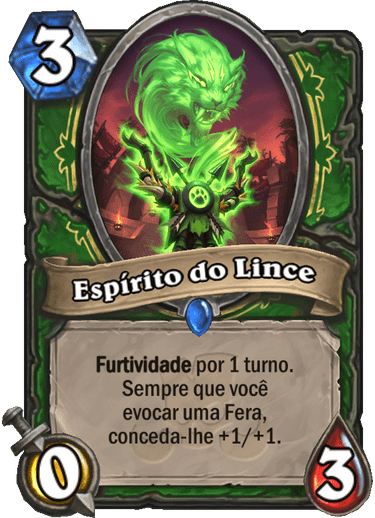 3
Espírito do Lince
Furtividade por 1 turno.
Sempre que você
evocar uma Fera,
conceda-lhe +1/+1.
0
3